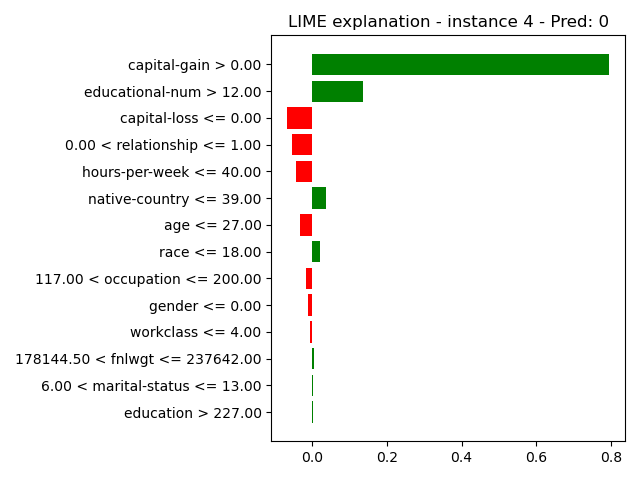 LIME explanation - instance 4 - Pred: 0
capital-gain > 0.00
educational-num > 12.00
capital-loss <= 0.00
0.00 < relationship <= 1.00
hours-per-week <= 40.00
native-country <= 39.00
age <= 27.00
race <= 18.00
117.00 < occupation <= 200.00
gender <= 0.00
workclass <= 4.00
178144.50 < fnlwgt <= 237642.00
6.00 < marital-status <= 13.00
education > 227.00
0.0 0.2 0.4 0.6 0.8